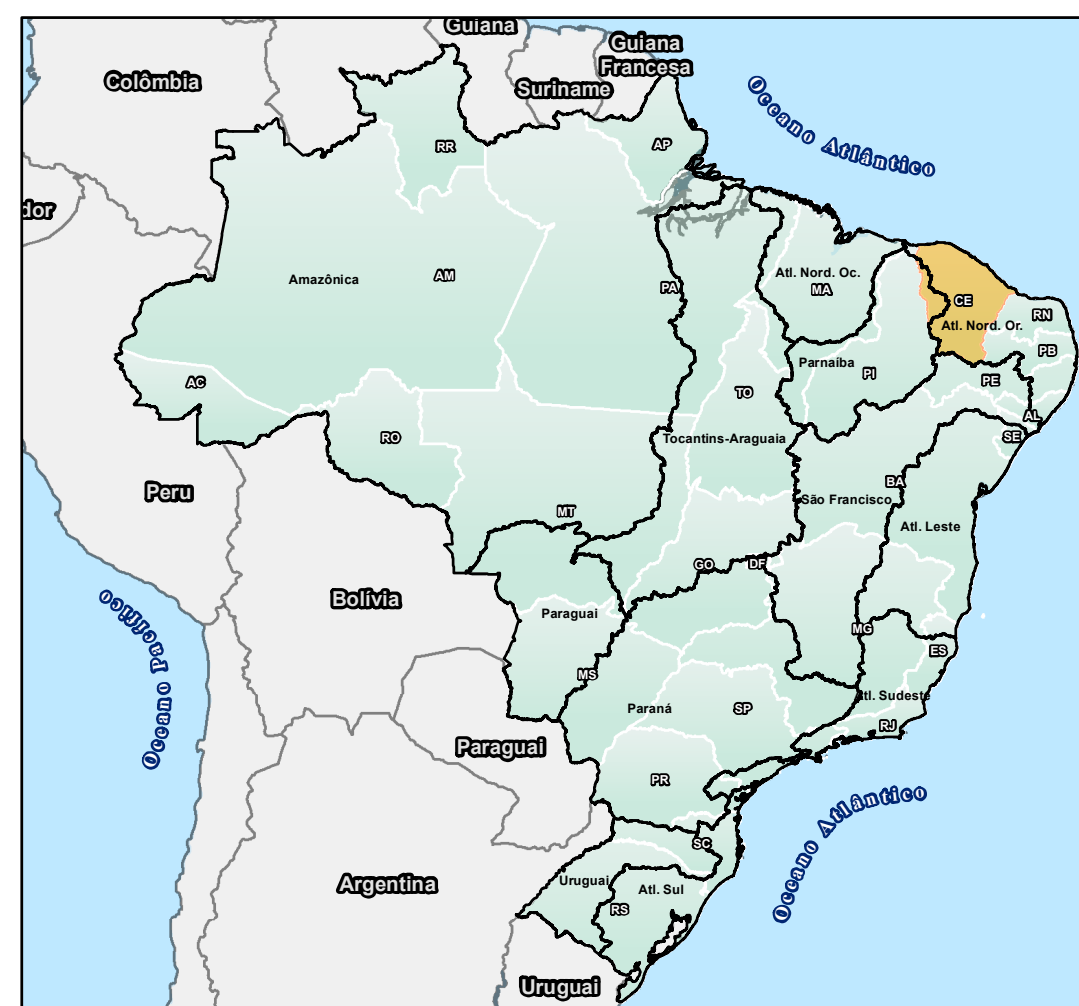 Guiana
Guiana
Francesa
Colômbia
Suriname
Occano Atlântico
RR
AP
dor
Amazônica
AM
PA
Atl. Nord. Oc.
MA
CE
Atl. Nord. Or.
RN
PB
Parnaíba
PI
PE
AC
TO
AL
RO
Tocantins-Araguaia
SE
Peru
BA
São Francisco
MT
Atl. Leste
GO
DF
Bolívia
Paraguai
Occano Pacífico
MG
ES
MS
Atl. Sudeste
Paraná
SP
RJ
Paraguai
PR
Occano Atlântico
SC
Uruguai
Atl. Sul
Argentina
RS
Uruguai